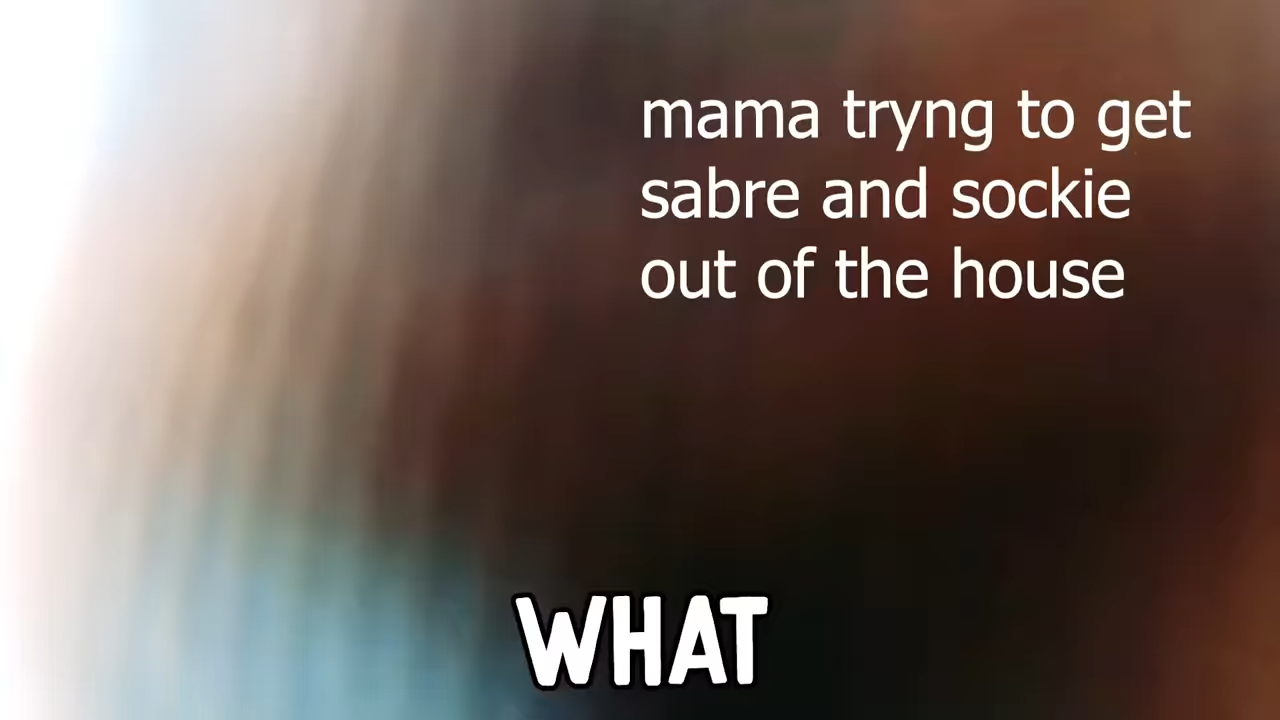 mama tryng to get
sabre and sockie
out of the house
WHAT